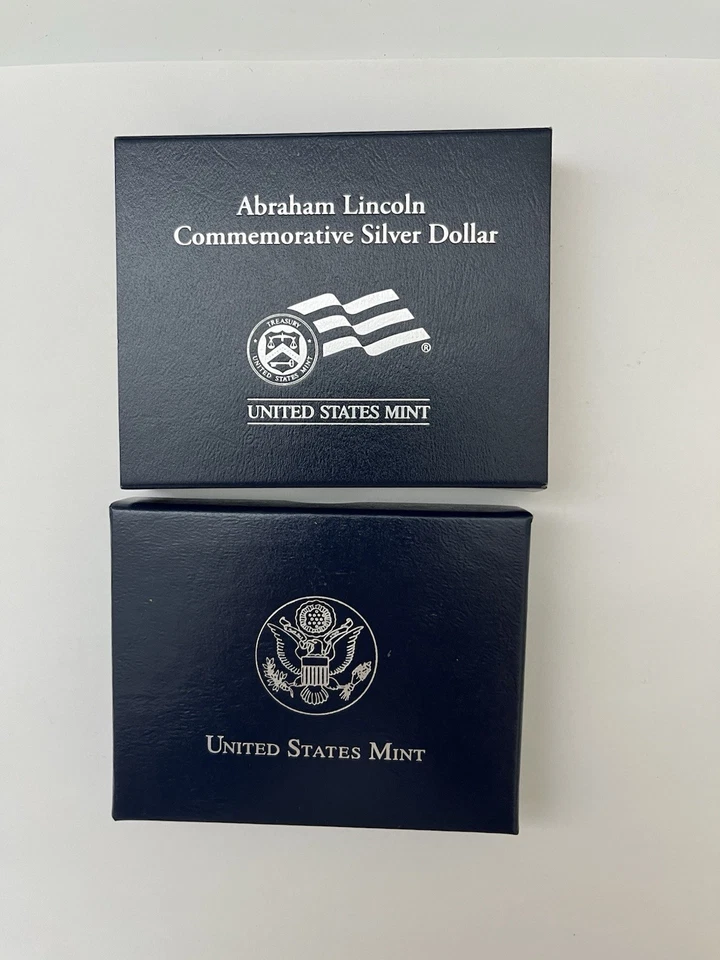 Abraham Lincoln
Commemorative Silver Dollar
TREASURY
UNITED STATES MINT
®
UNITED STATES MINT
UNITED STATES MINT